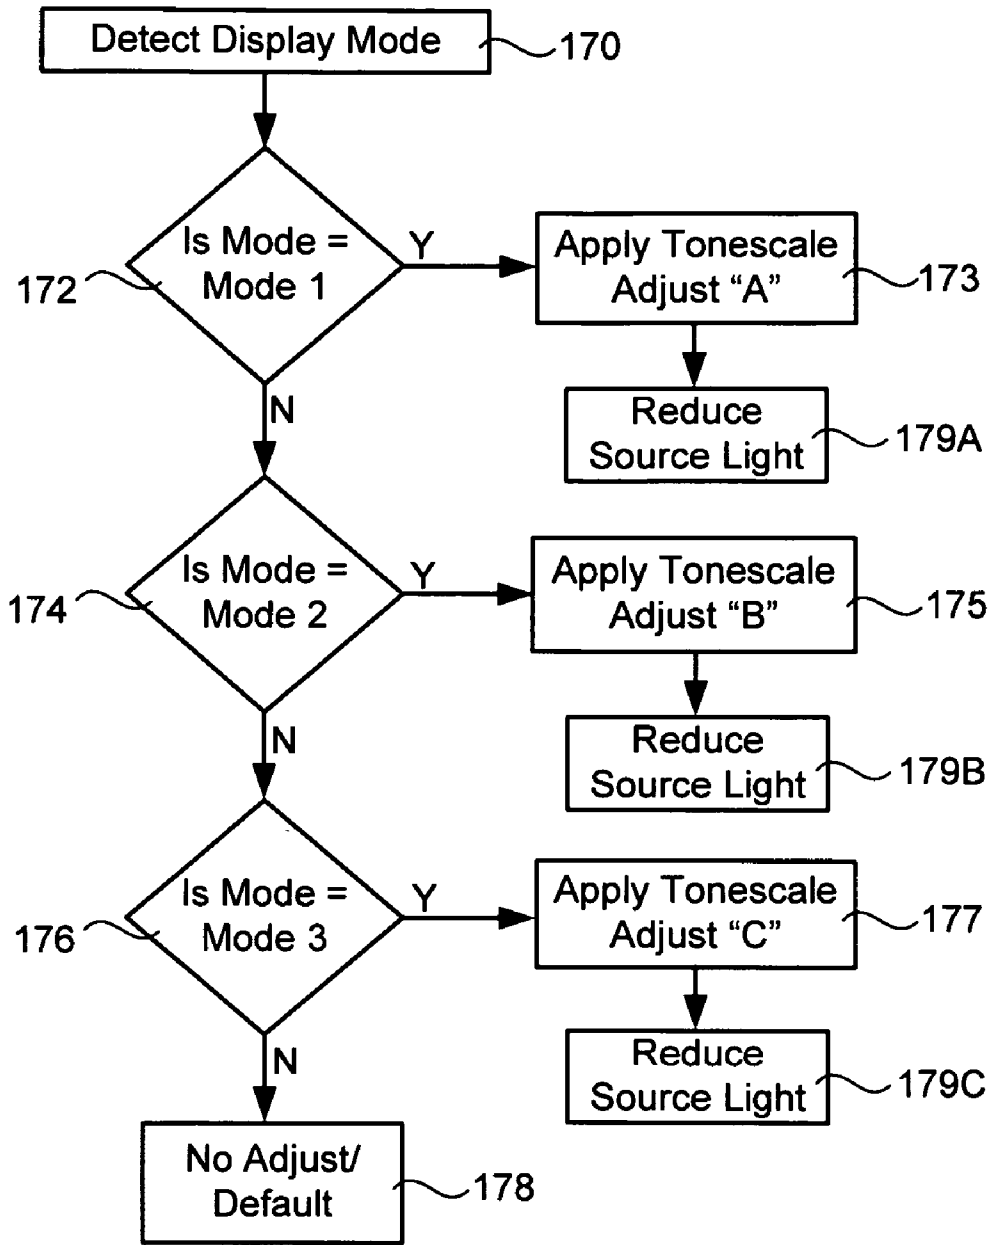 Detect Display Mode
170
Is Mode =
Mode 1
172
Y
Apply Tonescale
Adjust “A”
173
N
Reduce
Source Light
179A
Is Mode =
Mode 2
174
Y
Apply Tonescale
Adjust “B”
175
N
Reduce
Source Light
179B
Is Mode =
Mode 3
176
Y
Apply Tonescale
Adjust “C”
177
N
Reduce
Source Light
179C
No Adjust/
Default
178